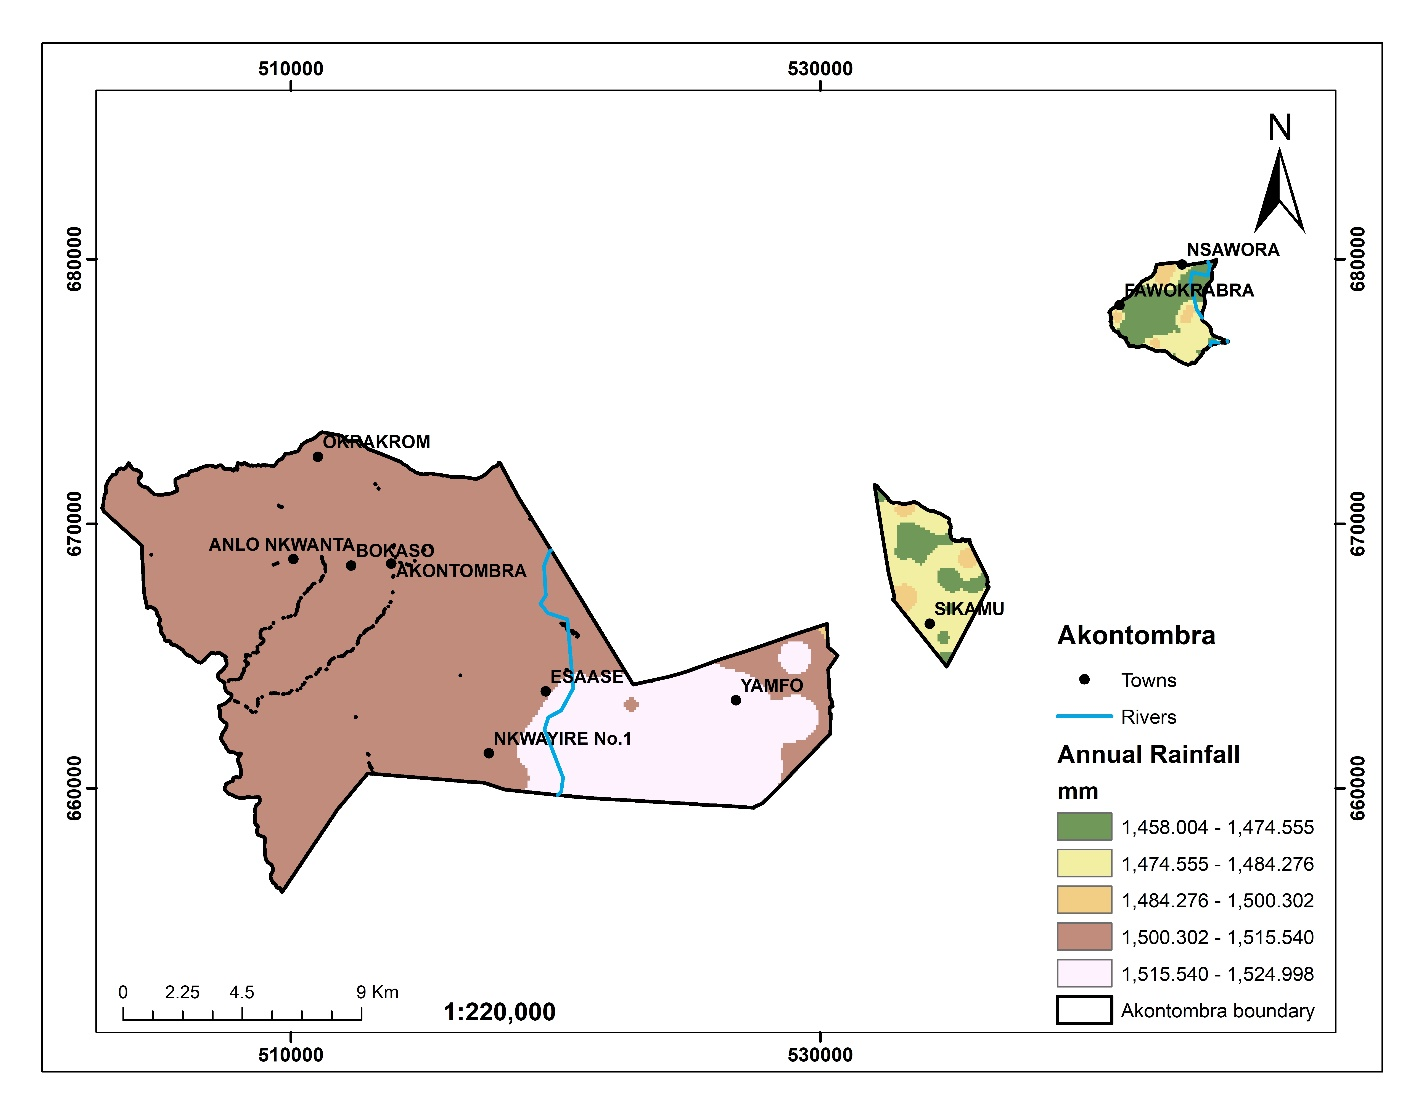 510000 530000
N
680000 680000
NSAWORA
FAWOKRABRA
OKRAKROM
670000 670000
ANLO NKWANTA BOKASO
AKONTOMBRA
SIKAMU
ESAASE
YAMFO
NKWAYIRE No.1
660000 660000
Akontombra
Towns
Rivers
Annual Rainfall
mm
1,458.004 - 1,474.555
1,474.555 - 1,484.276
1,484.276 - 1,500.302
1,500.302 - 1,515.540
1,515.540 - 1,524.998
Akontombra boundary
0 2.25 4.5 9 Km
1:220,000
510000 530000